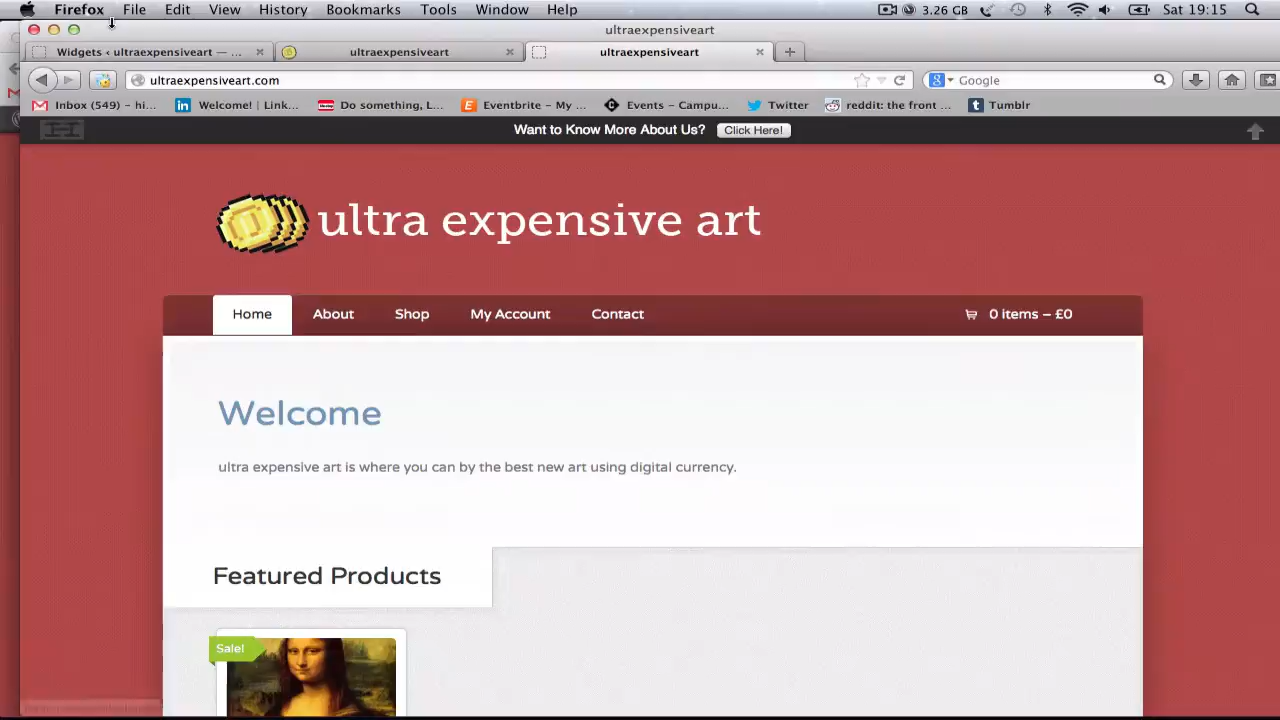 Firefox File Edit View History Bookmarks Tools Window Help 3.26 GB Sat 19:15
ultraexpensiveart
Widgets ‹ ultraexpensiveart — ... ultraexpensiveart ultraexpensiveart
ultraexpensiveart.com Google
Inbox (549) – hi... Welcome! | Link... Do something, L... Eventbrite – My ... Events – Campu... Twitter reddit: the front ... Tumblr
Want to Know More About Us? Click Here!
ultra expensive art
Home About Shop My Account Contact 0 items – £0
Welcome
ultra expensive art is where you can by the best new art using digital currency.
Featured Products
Sale!